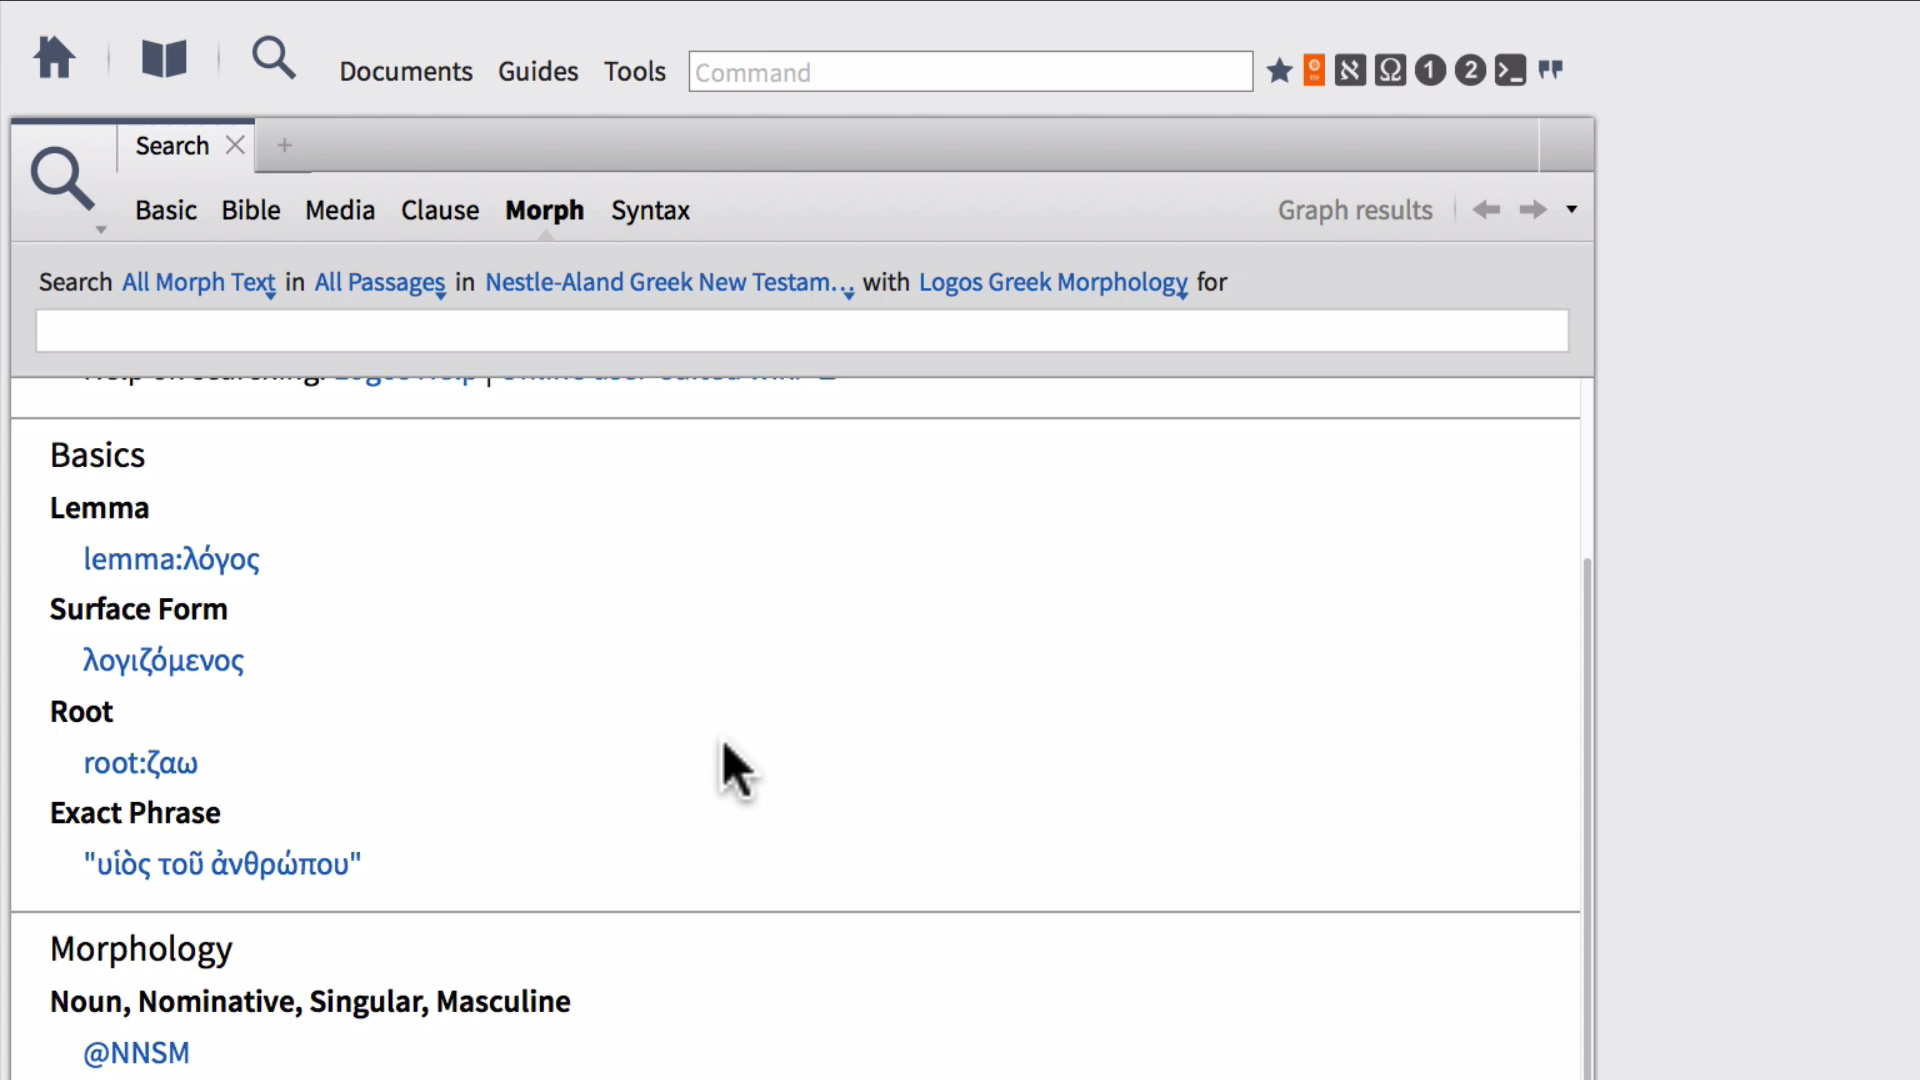 Documents Guides Tools Command
Search
Basic Bible Media Clause Morph Syntax Graph results
Search All Morph Text in All Passages in Nestle-Aland Greek New Testam... with Logos Greek Morphology for
Basics
Lemma
lemma:λόγος
Surface Form
λογιζόμενος
Root
root:ζαω
Exact Phrase
"υἱὸς τοῦ ἀνθρώπου"
Morphology
Noun, Nominative, Singular, Masculine
@NNSM